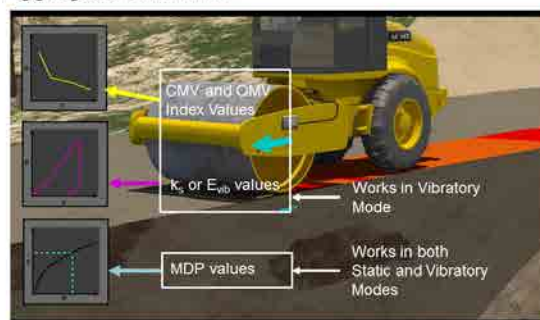 CMV and OMV
Index Values
ks or Evib values
Works in Vibratory
Mode
MDP values
Works in both
Static and Vibratory
Modes